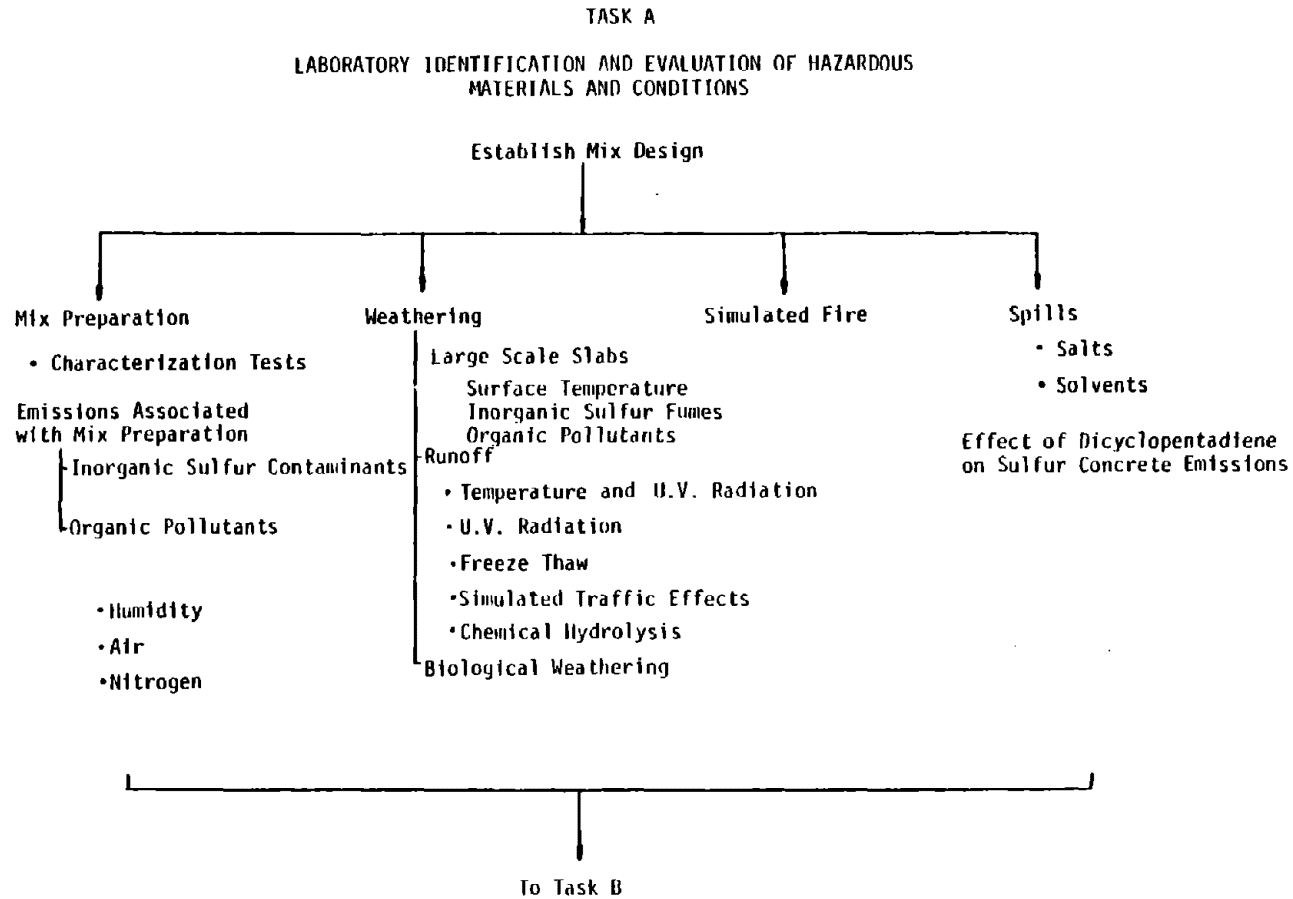 TASK A
LABORATORY IDENTIFICATION AND EVALUATION OF HAZARDOUS
MATERIALS AND CONDITIONS
Establish Mix Design
Mix Preparation
• Characterization Tests
Emissions Associated
with Mix Preparation
Inorganic Sulfur Contaminants
Organic Pollutants
• Humidity
• Air
• Nitrogen
Weathering
Large Scale Slabs
Surface Temperature
Inorganic Sulfur Fumes
Organic Pollutants
Runoff
• Temperature and U.V. Radiation
• U.V. Radiation
• Freeze Thaw
• Simulated Traffic Effects
• Chemical Hydrolysis
Biological Weathering
Simulated Fire
Spills
• Salts
• Solvents
Effect of Dicyclopentadiene
on Sulfur Concrete Emissions
To Task B